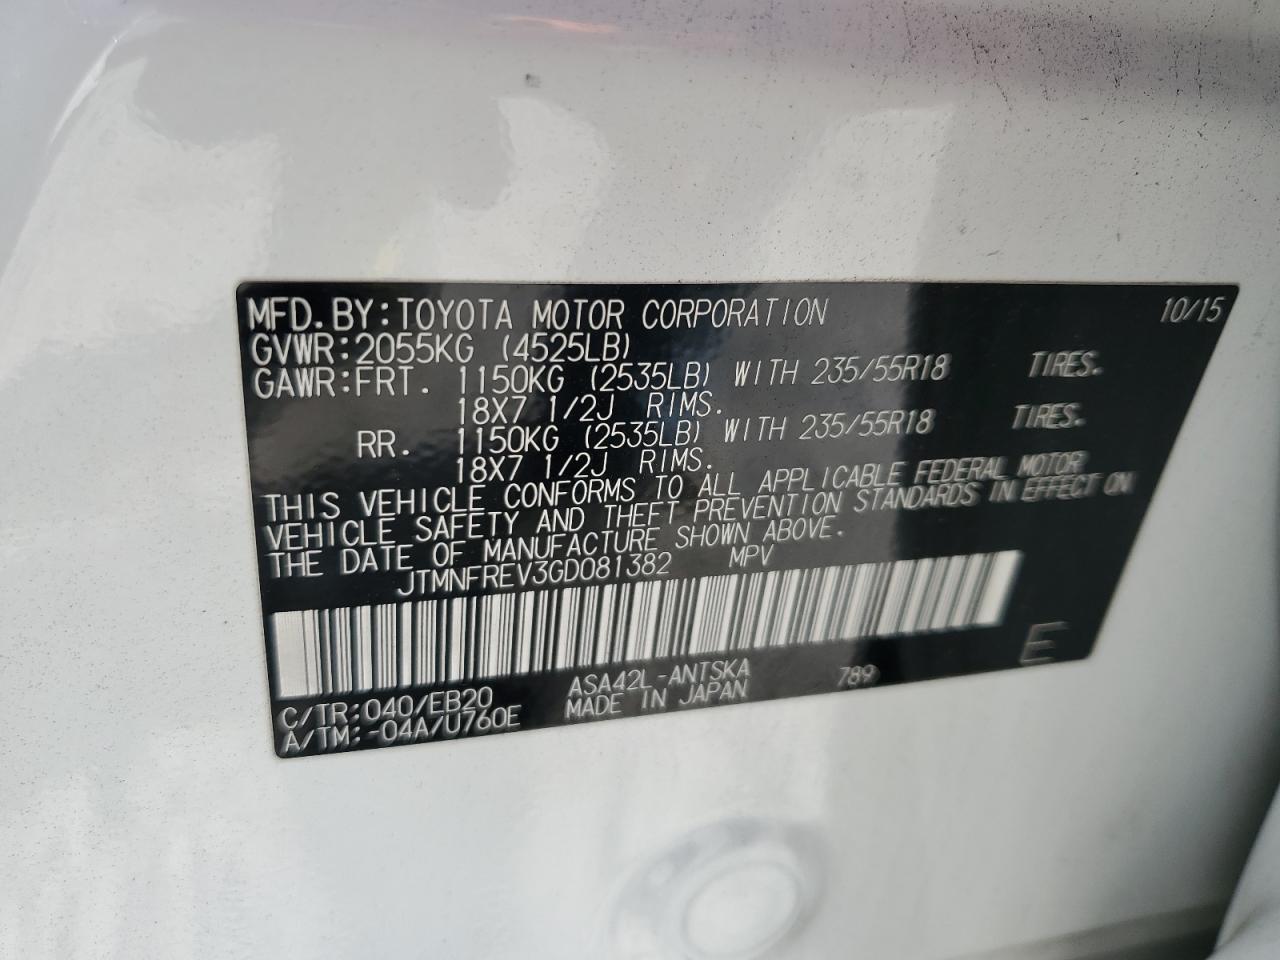 MFD.BY:TOYOTA MOTOR CORPORATION 10/15
GVWR:2055KG (4525LB)
GAWR:FRT. 1150KG (2535LB) WITH 235/55R18 TIRES.
18X7 1/2J RIMS.
RR. 1150KG (2535LB) WITH 235/55R18 TIRES.
18X7 1/2J RIMS.
THIS VEHICLE CONFORMS TO ALL APPLICABLE FEDERAL MOTOR
VEHICLE SAFETY AND THEFT PREVENTION STANDARDS IN EFFECT ON
THE DATE OF MANUFACTURE SHOWN ABOVE.
JTMNFREV3GD081382 MPV
C/TR:040/EB20 ASA42L-ANTSKA 789 E
A/TM:-04A/U760E MADE IN JAPAN